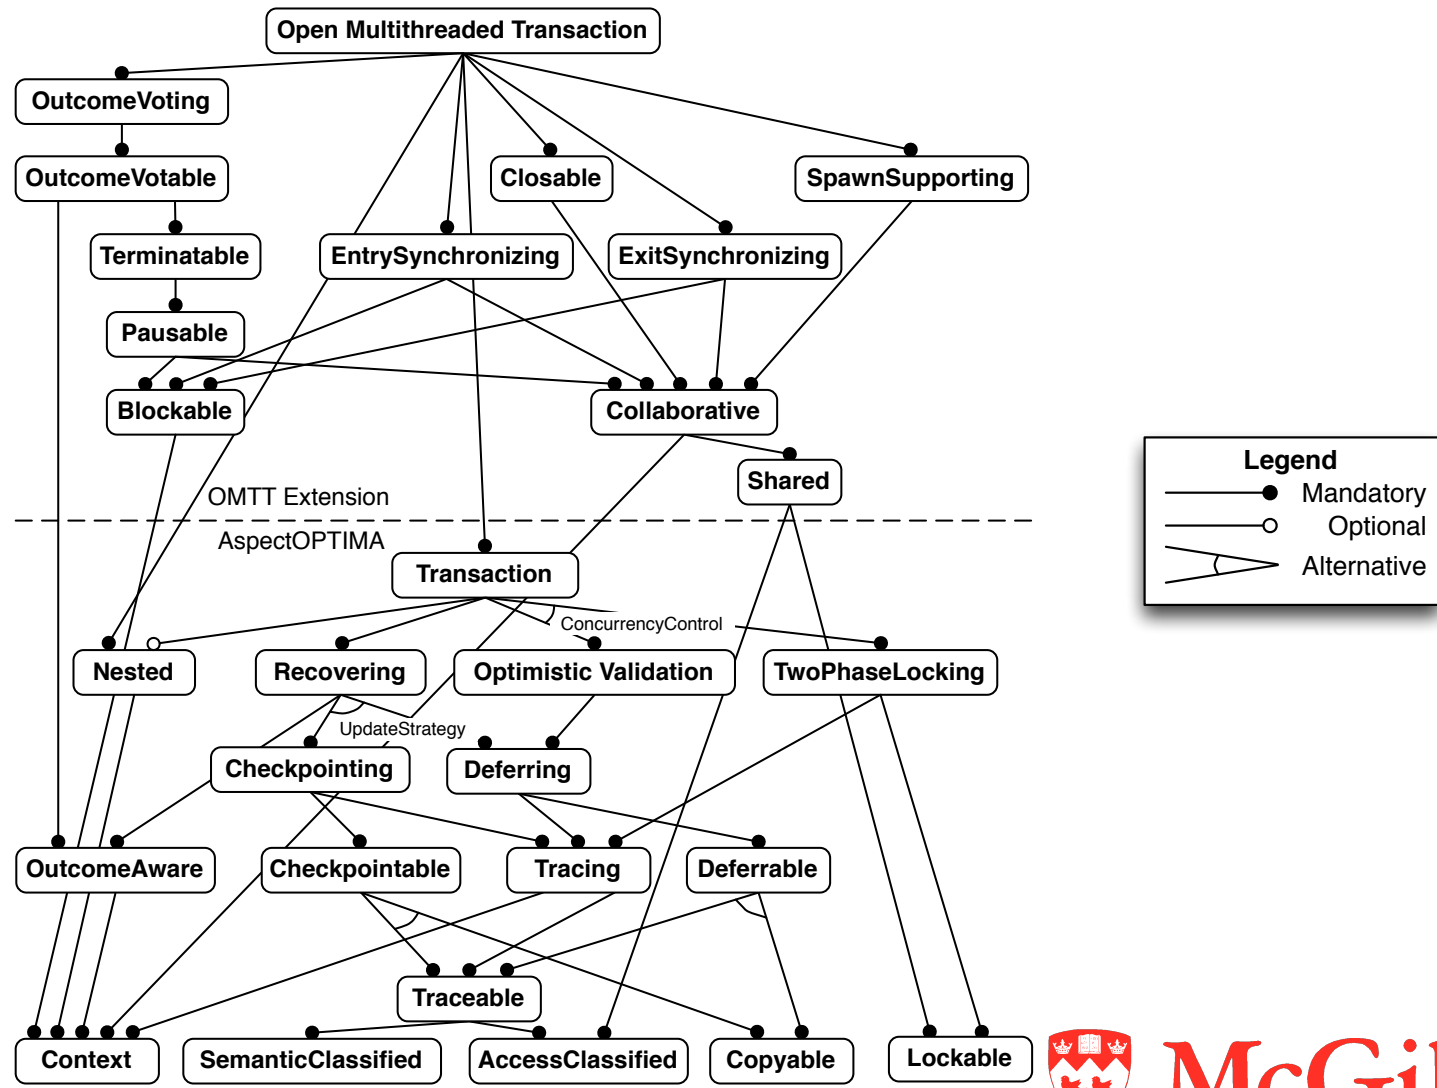 Open Multithreaded Transaction
OutcomeVoting
OutcomeVotable
Closable
SpawnSupporting
Terminatable
EntrySynchronizing
ExitSynchronizing
Pausable
Blockable
Collaborative
Shared
Legend
Mandatory
Optional
Alternative
OMTT Extension
AspectOPTIMA
Transaction
ConcurrencyControl
Nested
Recovering
Optimistic Validation
TwoPhaseLocking
UpdateStrategy
Checkpointing
Deferring
OutcomeAware
Checkpointable
Tracing
Deferrable
Traceable
Context
SemanticClassified
AccessClassified
Copyable
Lockable